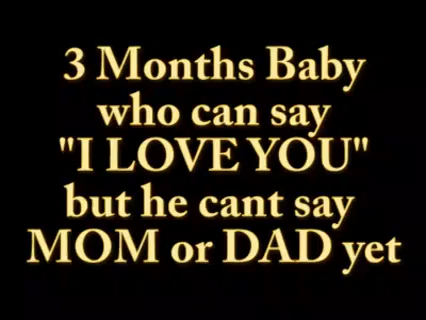 3 Months Baby
who can say
"I LOVE YOU"
but he cant say
MOM or DAD yet